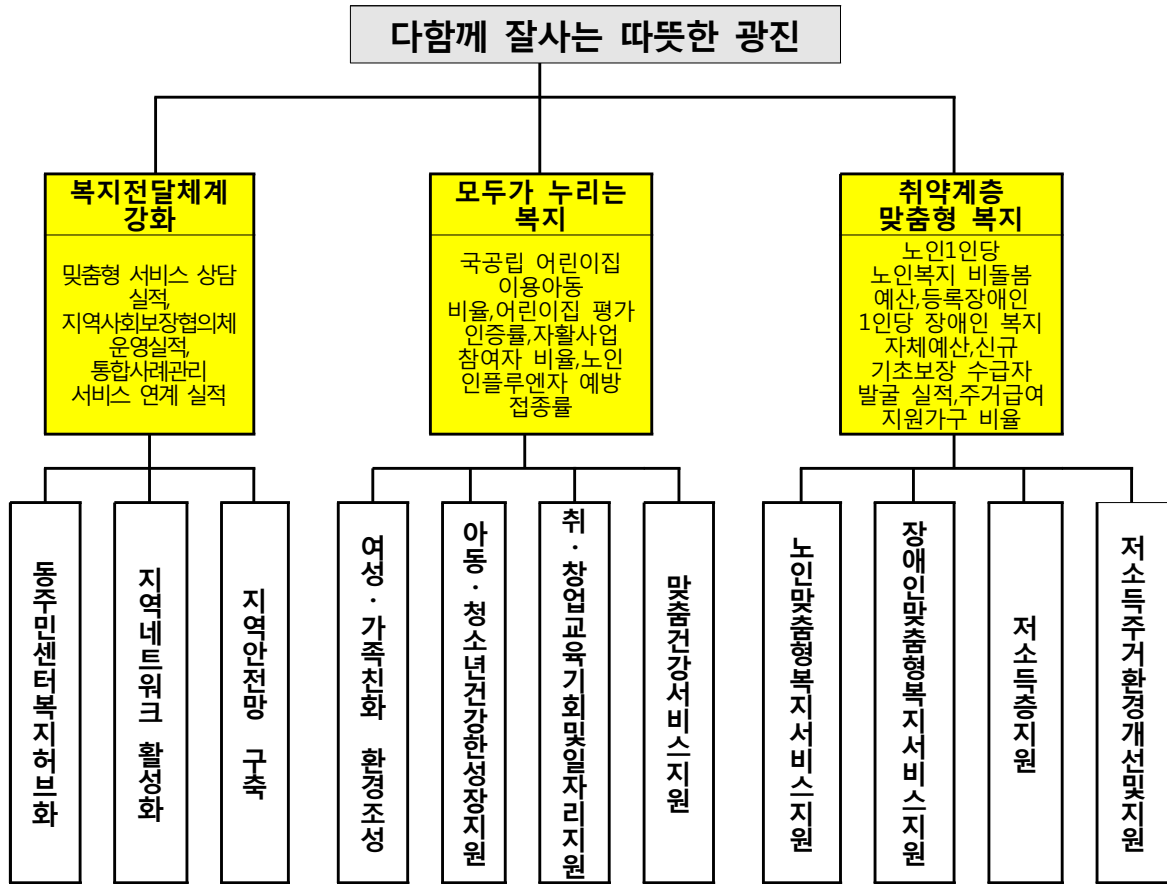 다함께 잘사는 따뜻한 광진
복지전달체계
강화
맞춤형 서비스 상담
실적,
지역사회보장협의체
운영실적,
통합사례관리
서비스 연계 실적
모두가 누리는
복지
국공립 어린이집
이용아동
비율,어린이집 평가
인증률,자활사업
참여자 비율,노인
인플루엔자 예방
접종률
취약계층
맞춤형 복지
노인1인당
노인복지 비돌봄
예산,등록장애인
1인당 장애인 복지
자체예산,신규
기초보장 수급자
발굴 실적,주거급여
지원가구 비율
동주민센터복지허브화
지역네트워크 활성화
지역안전망 구축
여성·가족친화 환경조성
아동·청소년건강한성장지원
취·창업교육기회및일자리지원
맞춤건강서비스지원
노인맞춤형복지서비스지원
장애인맞춤형복지서비스지원
저소득층지원
저소득주거환경개선및지원